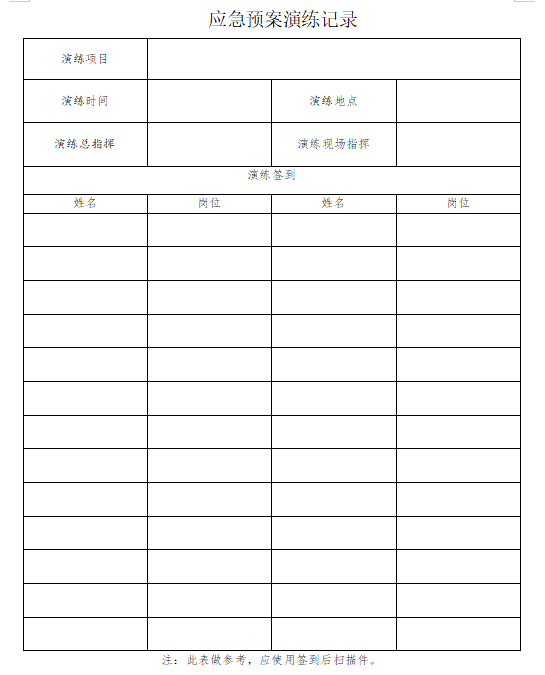 应急预案演练记录
演练项目
演练时间 演练地点
演练总指挥 演练现场指挥
演练签到
姓名 岗位 姓名 岗位
注：此表做参考，应使用签到后扫描件。